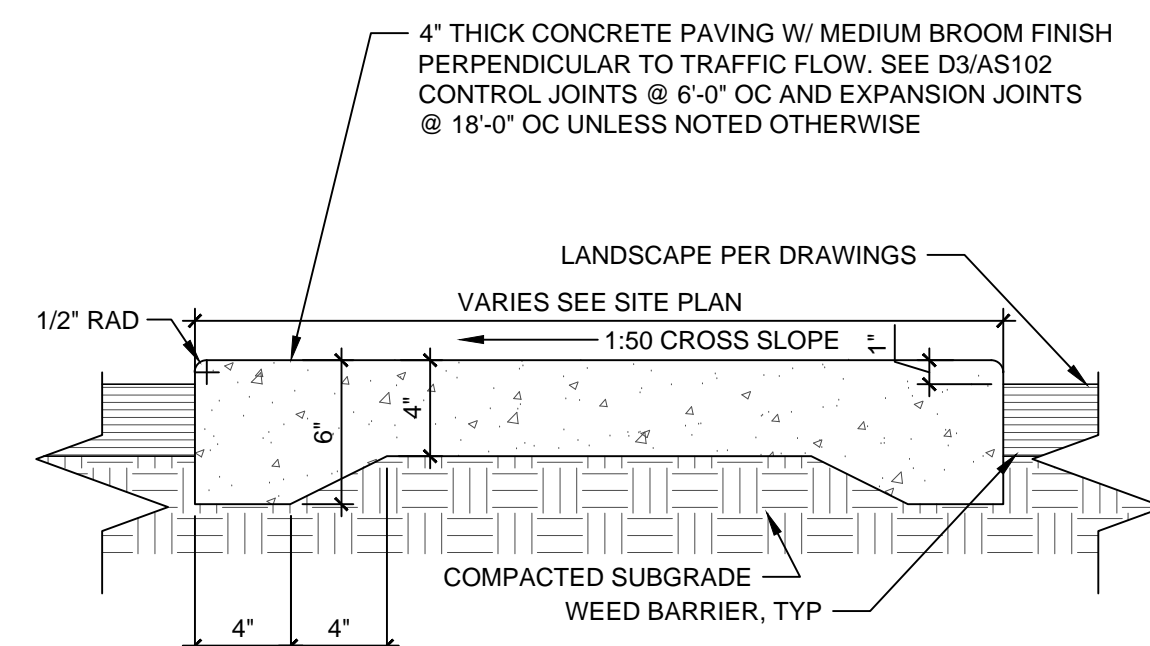 4" THICK CONCRETE PAVING W/ MEDIUM BROOM FINISH
PERPENDICULAR TO TRAFFIC FLOW. SEE D3/AS102
CONTROL JOINTS @ 6'-0" OC AND EXPANSION JOINTS
@ 18'-0" OC UNLESS NOTED OTHERWISE
LANDSCAPE PER DRAWINGS
VARIES SEE SITE PLAN
1/2" RAD
1:50 CROSS SLOPE
1"
4"
6"
COMPACTED SUBGRADE
WEED BARRIER, TYP
4"
4"